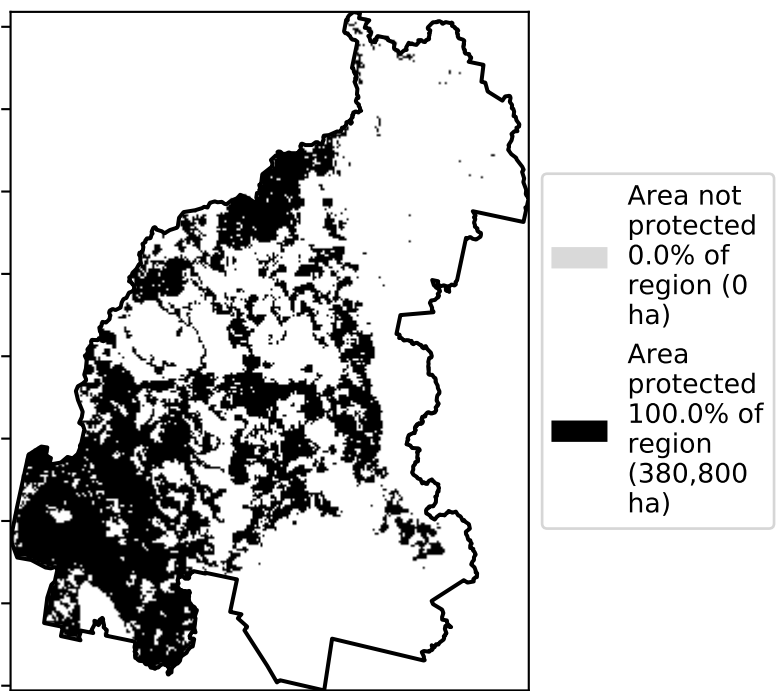 Area not
protected
0.0% of
region (0
ha)
Area
protected
100.0% of
region
(380,800
ha)